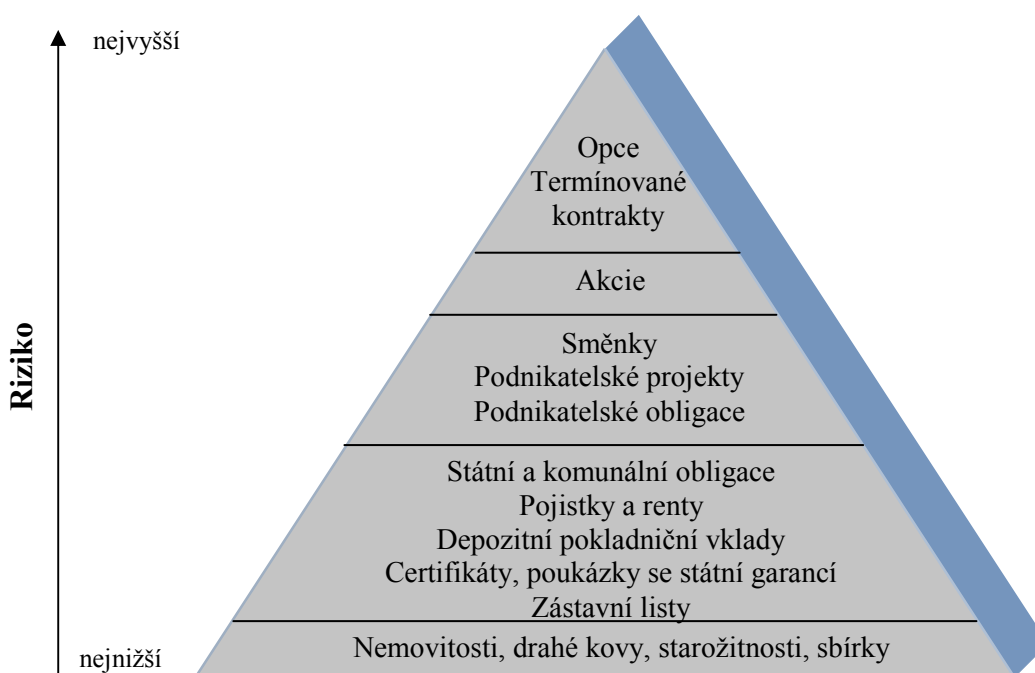 nejvyšší
Riziko
Opce
Termínované
kontrakty
Akcie
Směnky
Podnikatelské projekty
Podnikatelské obligace
Státní a komunální obligace
Pojistky a renty
Depozitní pokladniční vklady
Certifikáty, poukázky se státní garancí
Zástavní listy
Nemovitosti, drahé kovy, starožitnosti, sbírky
nejnižší